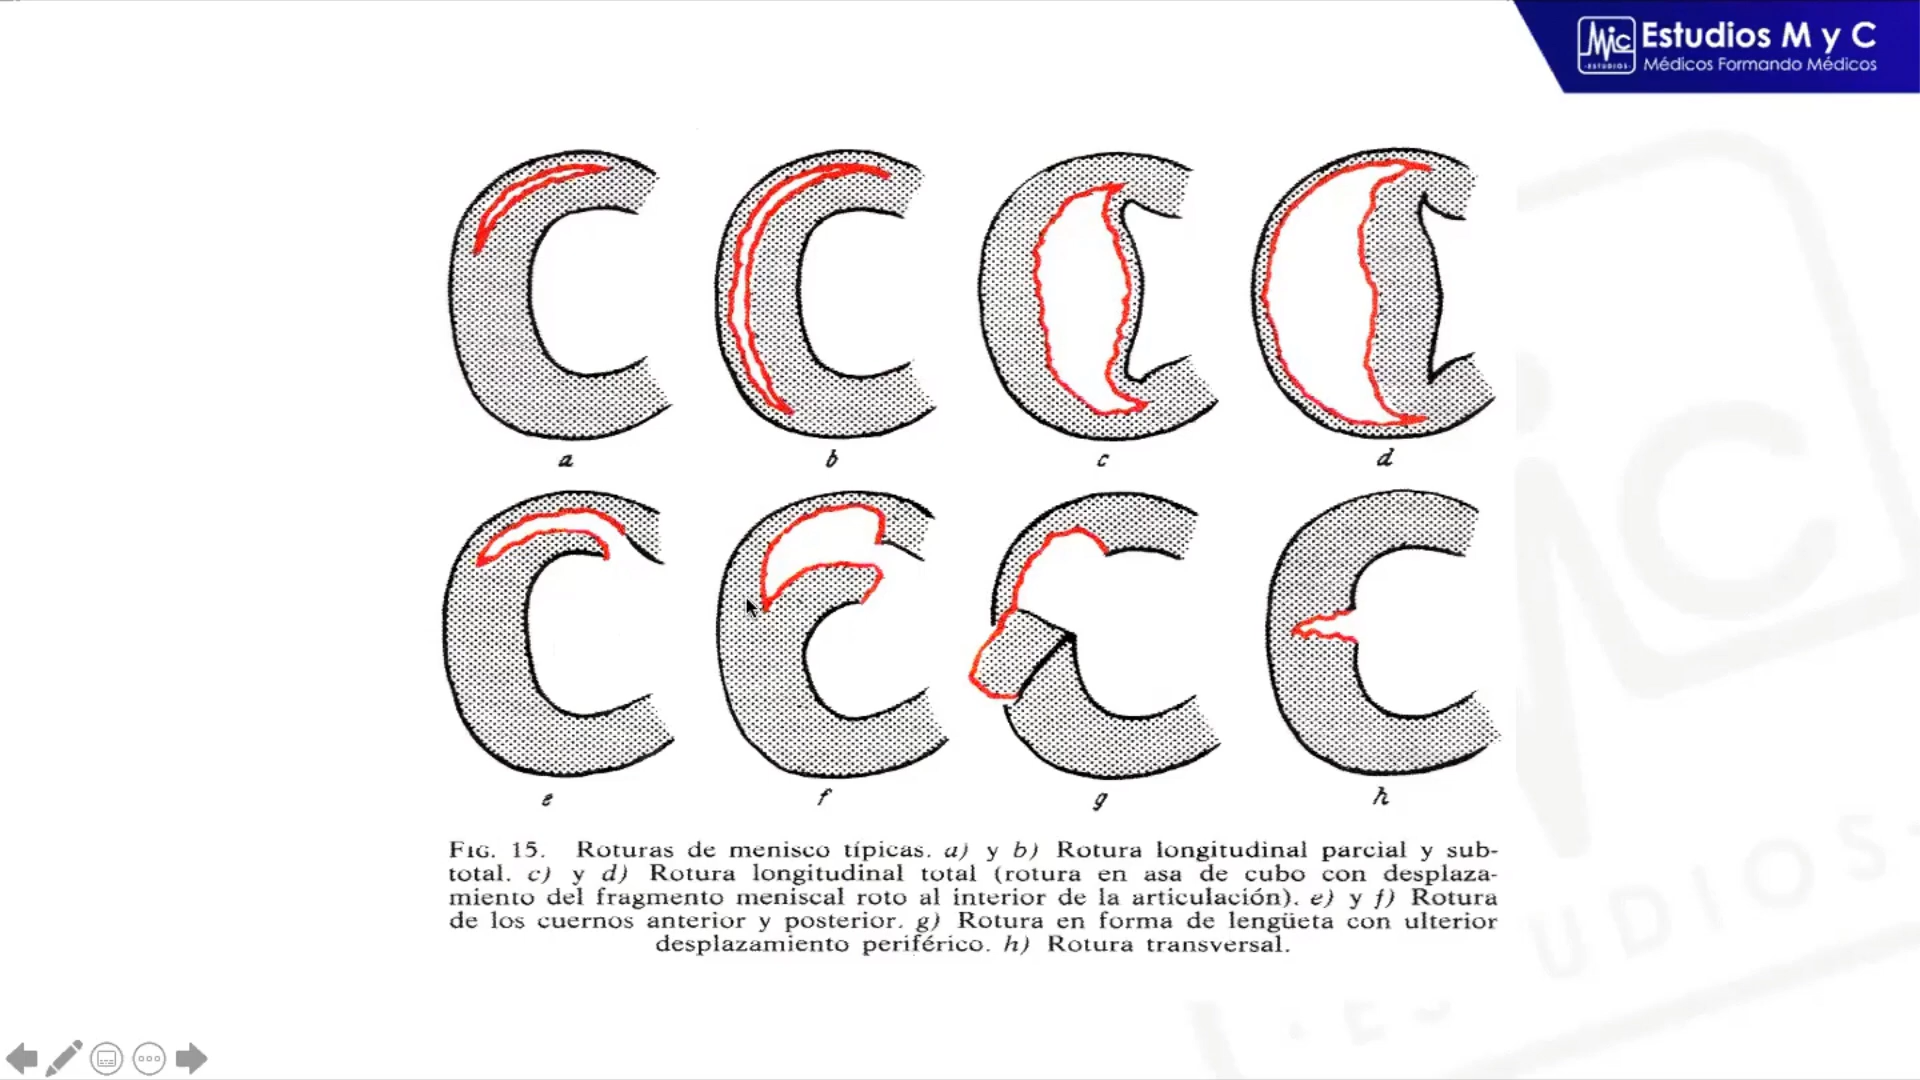 MyC
-ESTUDIOS-
Estudios M y C
Médicos Formando Médicos
a
b
c
d
e
f
g
h
FIG. 15. Roturas de menisco típicas. a) y b) Rotura longitudinal parcial y sub-
total. c) y d) Rotura longitudinal total (rotura en asa de cubo con desplaza-
miento del fragmento meniscal roto al interior de la articulación). e) y f) Rotura
de los cuernos anterior y posterior. g) Rotura en forma de lengüeta con ulterior
desplazamiento periférico. h) Rotura transversal.